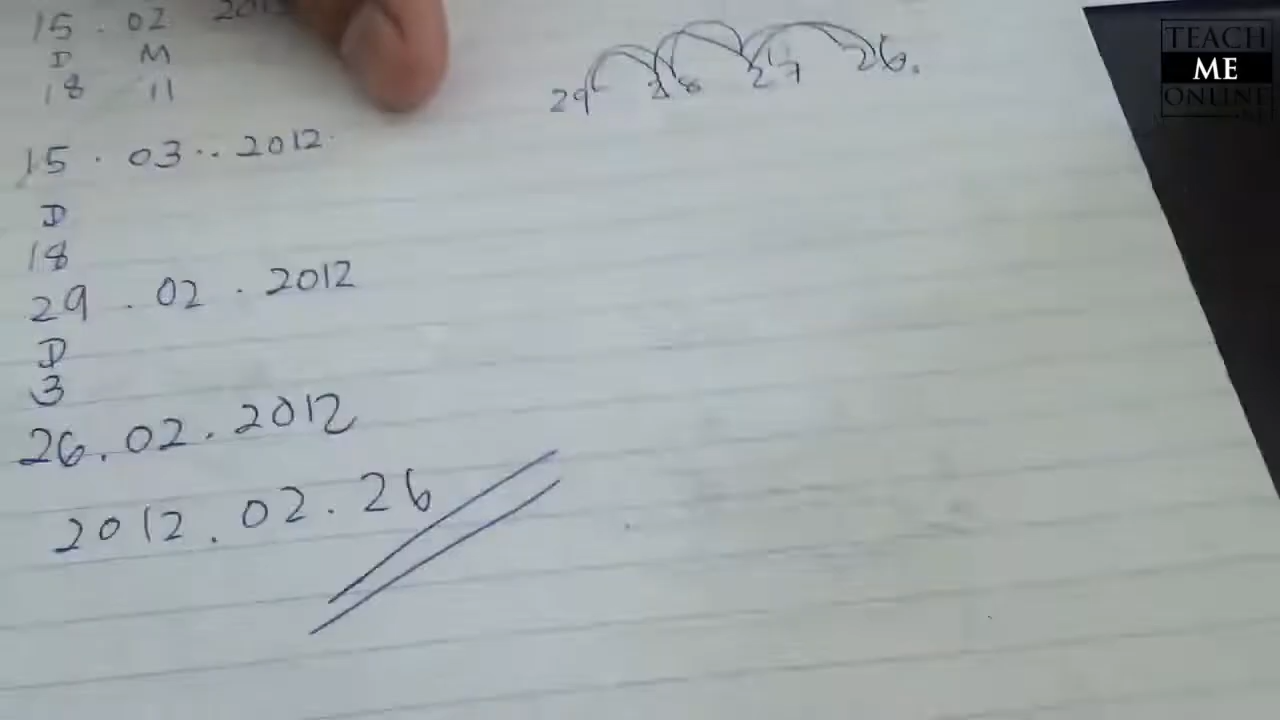 15 . 02 2013
D M
18 11
15 . 03 .. 2012.
D
18
29 . 02 . 2012
D
3
26 . 02 . 2012
2012 . 02 . 26
29 28 27 26.
TEACH
ME
ONLINE